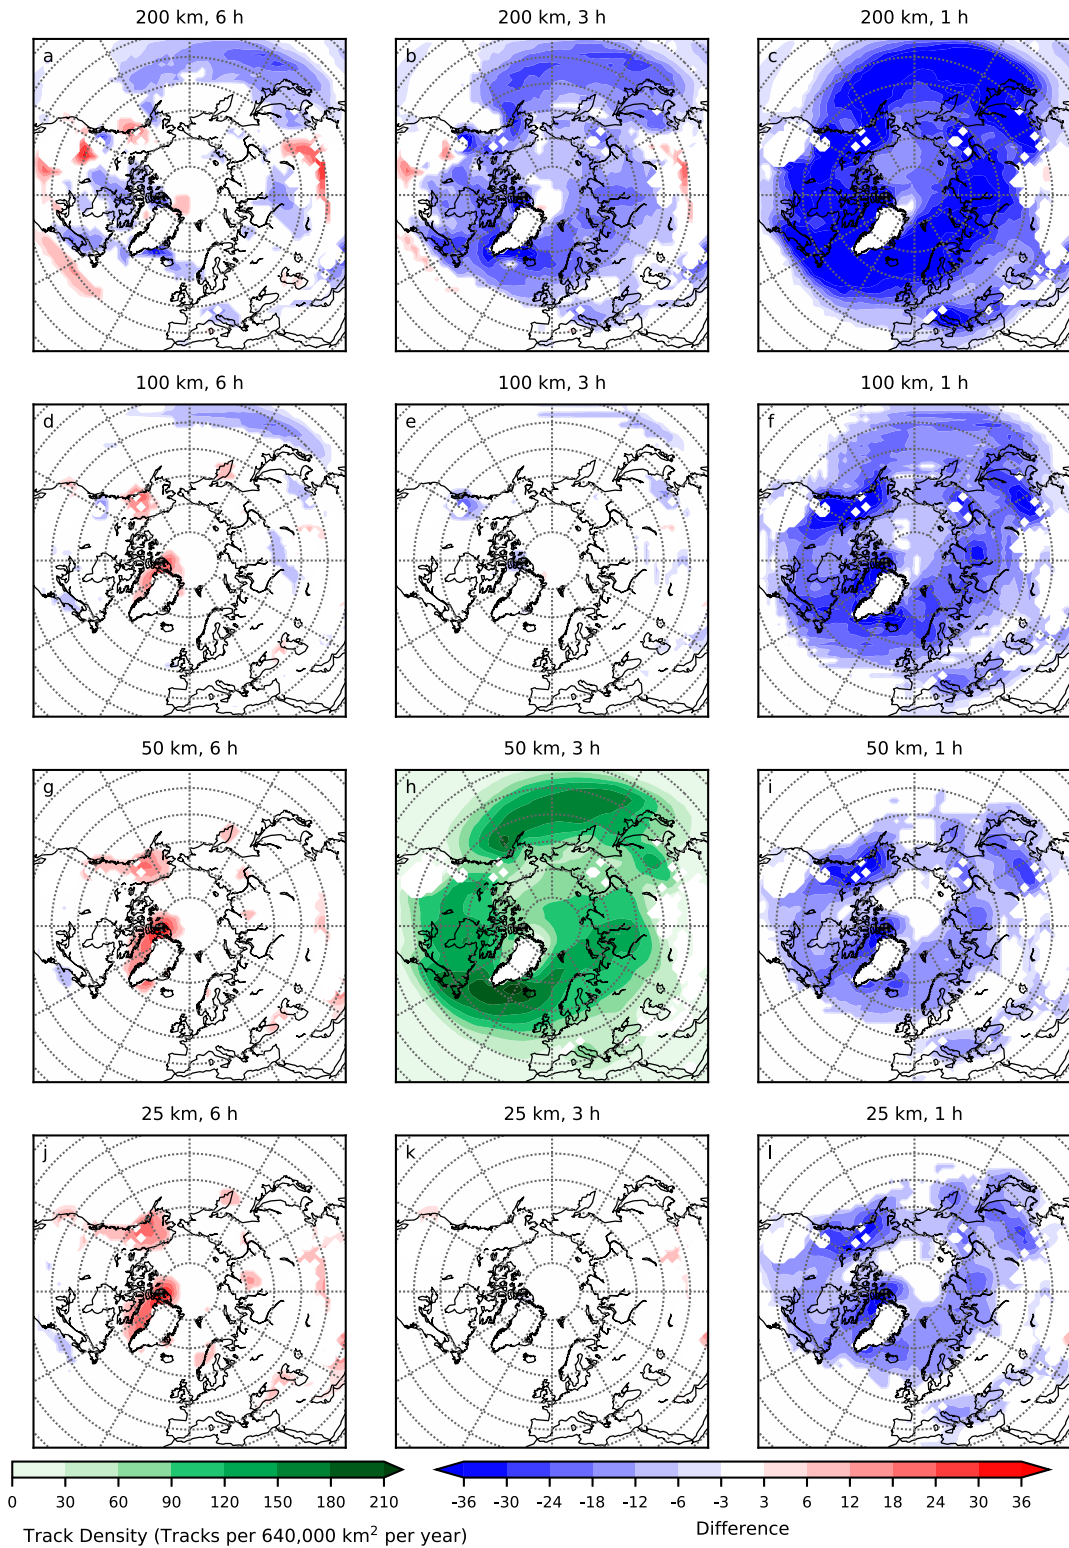 200 km, 6 h
200 km, 3 h
200 km, 1 h
a
b
c
100 km, 6 h
100 km, 3 h
100 km, 1 h
d
e
f
50 km, 6 h
50 km, 3 h
50 km, 1 h
g
h
i
25 km, 6 h
25 km, 3 h
25 km, 1 h
j
k
l
0 30 60 90 120 150 180 210
-36 -30 -24 -18 -12 -6 -3 3 6 12 18 24 30 36
Track Density (Tracks per 640,000 km² per year)
Difference